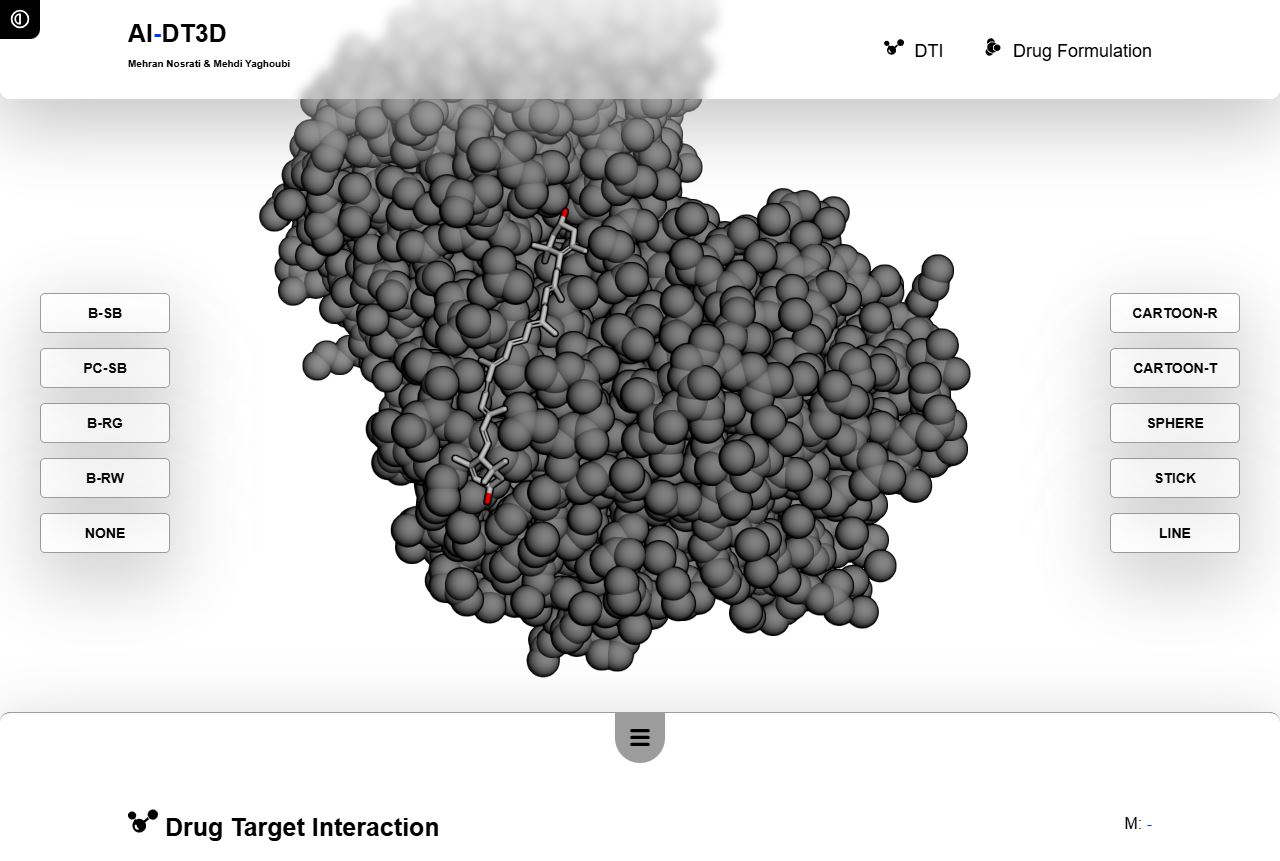 AI-DT3D
Mehran Nosrati & Mehdi Yaghoubi
DTI
Drug Formulation
B-SB
PC-SB
B-RG
B-RW
NONE
CARTOON-R
CARTOON-T
SPHERE
STICK
LINE
Drug Target Interaction
M: -